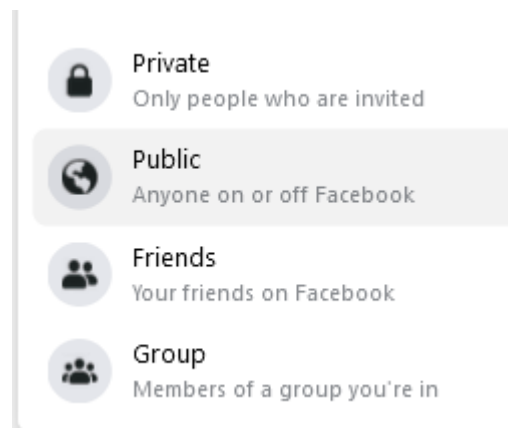 Private
Only people who are invited
Public
Anyone on or off Facebook
Friends
Your friends on Facebook
Group
Members of a group you're in